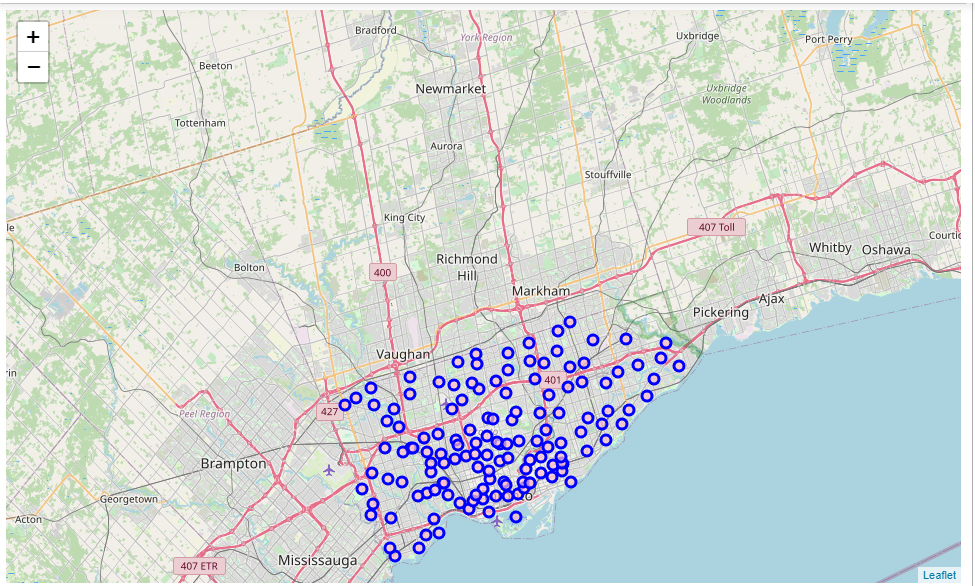 +
−
Bradford
York Region
Uxbridge
Port Perry
Beeton
Newmarket
Uxbridge
Woodlands
Tottenham
Aurora
Stouffville
King City
407 Toll
le
Whitby
Oshawa
Courtic
Bolton
400
Richmond
Hill
Markham
Ajax
Pickering
Vaughan
rin
401
Peel Region
427
Brampton
Georgetown
o
Acton
Mississauga
407 ETR
Leaflet